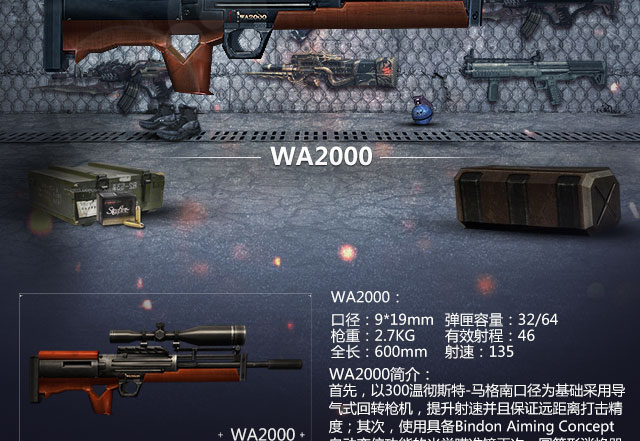 WA2000
WA2000
WA2000：
口径：9*19mm 弹匣容量：32/64
枪重：2.7KG 有效射程：46
全长：600mm 射速：135
WA2000简介：
首先，以300温彻斯特-马格南口径为基础采用导
气式回转枪机，提升射速并且保证远距离打击精
度；其次，使用具备Bindon Aiming Concept
+ WA2000 +